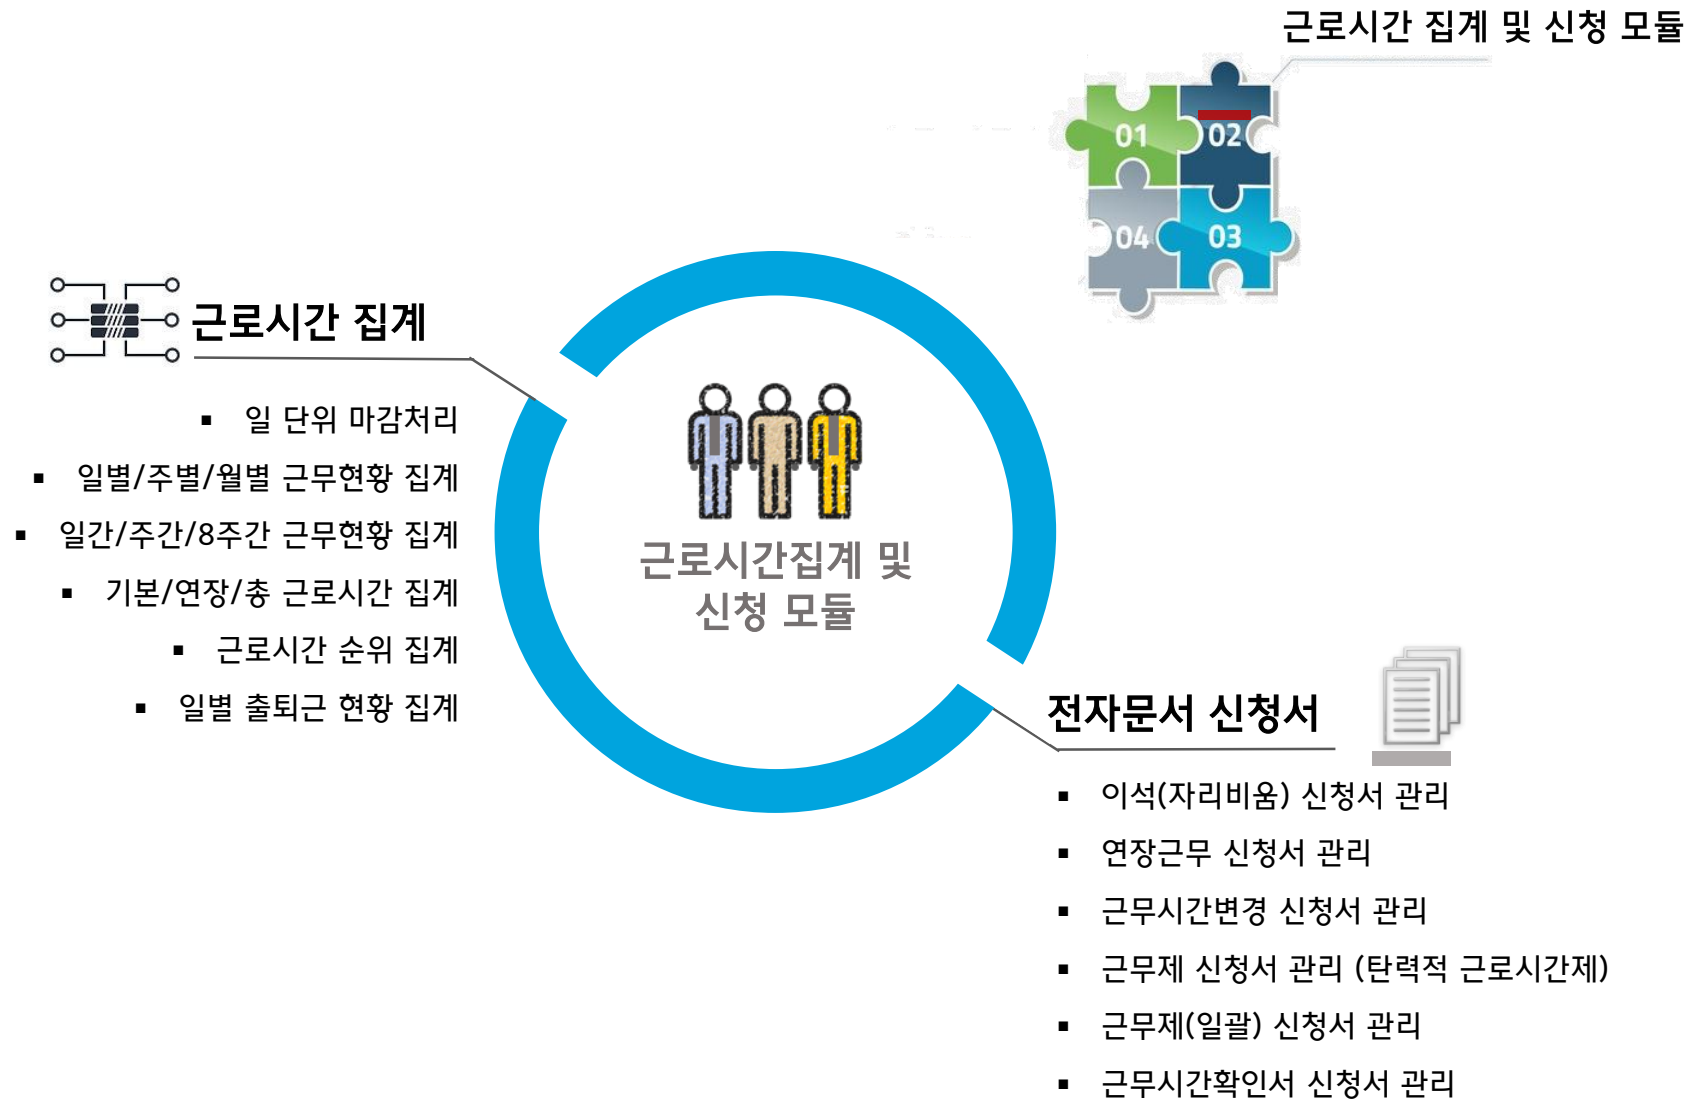 근로시간 집계 및 신청 모듈
01
02
04
03
근로시간 집계
▪ 일 단위 마감처리
▪ 일별/주별/월별 근무현황 집계
▪ 일간/주간/8주간 근무현황 집계
▪ 기본/연장/총 근로시간 집계
▪ 근로시간 순위 집계
▪ 일별 출퇴근 현황 집계
근로시간집계 및
신청 모듈
전자문서 신청서
▪ 이석(자리비움) 신청서 관리
▪ 연장근무 신청서 관리
▪ 근무시간변경 신청서 관리
▪ 근무제 신청서 관리 (탄력적 근로시간제)
▪ 근무제(일괄) 신청서 관리
▪ 근무시간확인서 신청서 관리